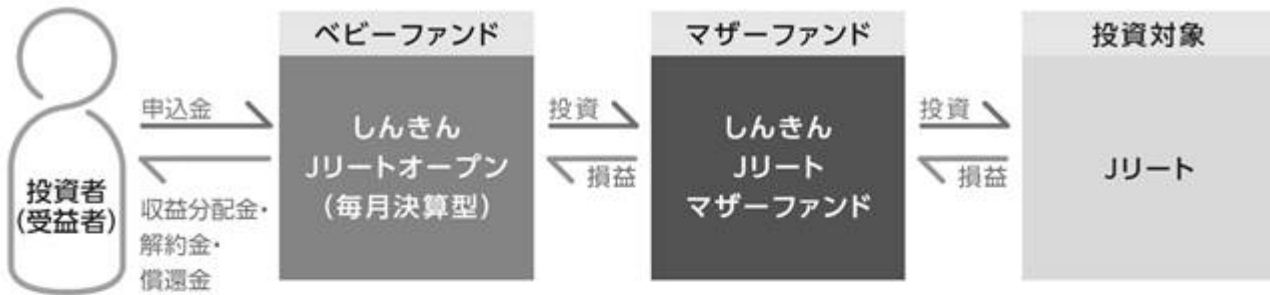 投資者
(受益者)
申込金
収益分配金・
解約金・
償還金
ベビーファンド
しんきん
Jリートオープン
(毎月決算型)
投資
損益
マザーファンド
しんきん
Jリート
マザーファンド
投資
損益
投資対象
Jリート